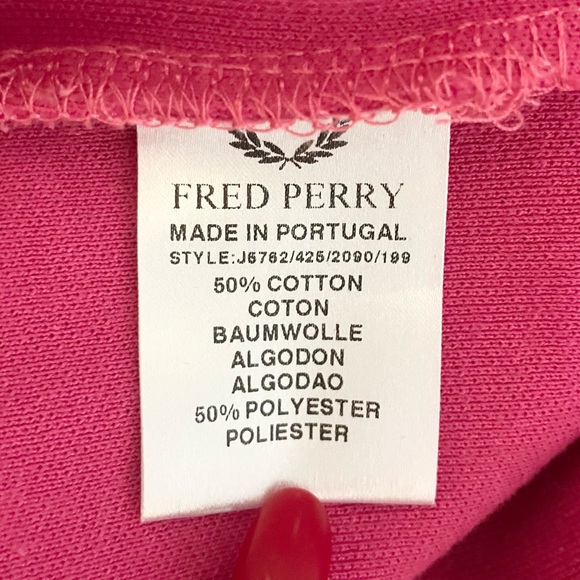 FRED PERRY
MADE IN PORTUGAL
STYLE:J6762/425/2090/199
50% COTTON
COTON
BAUMWOLLE
ALGODON
ALGODAO
50% POLYESTER
POLIESTER